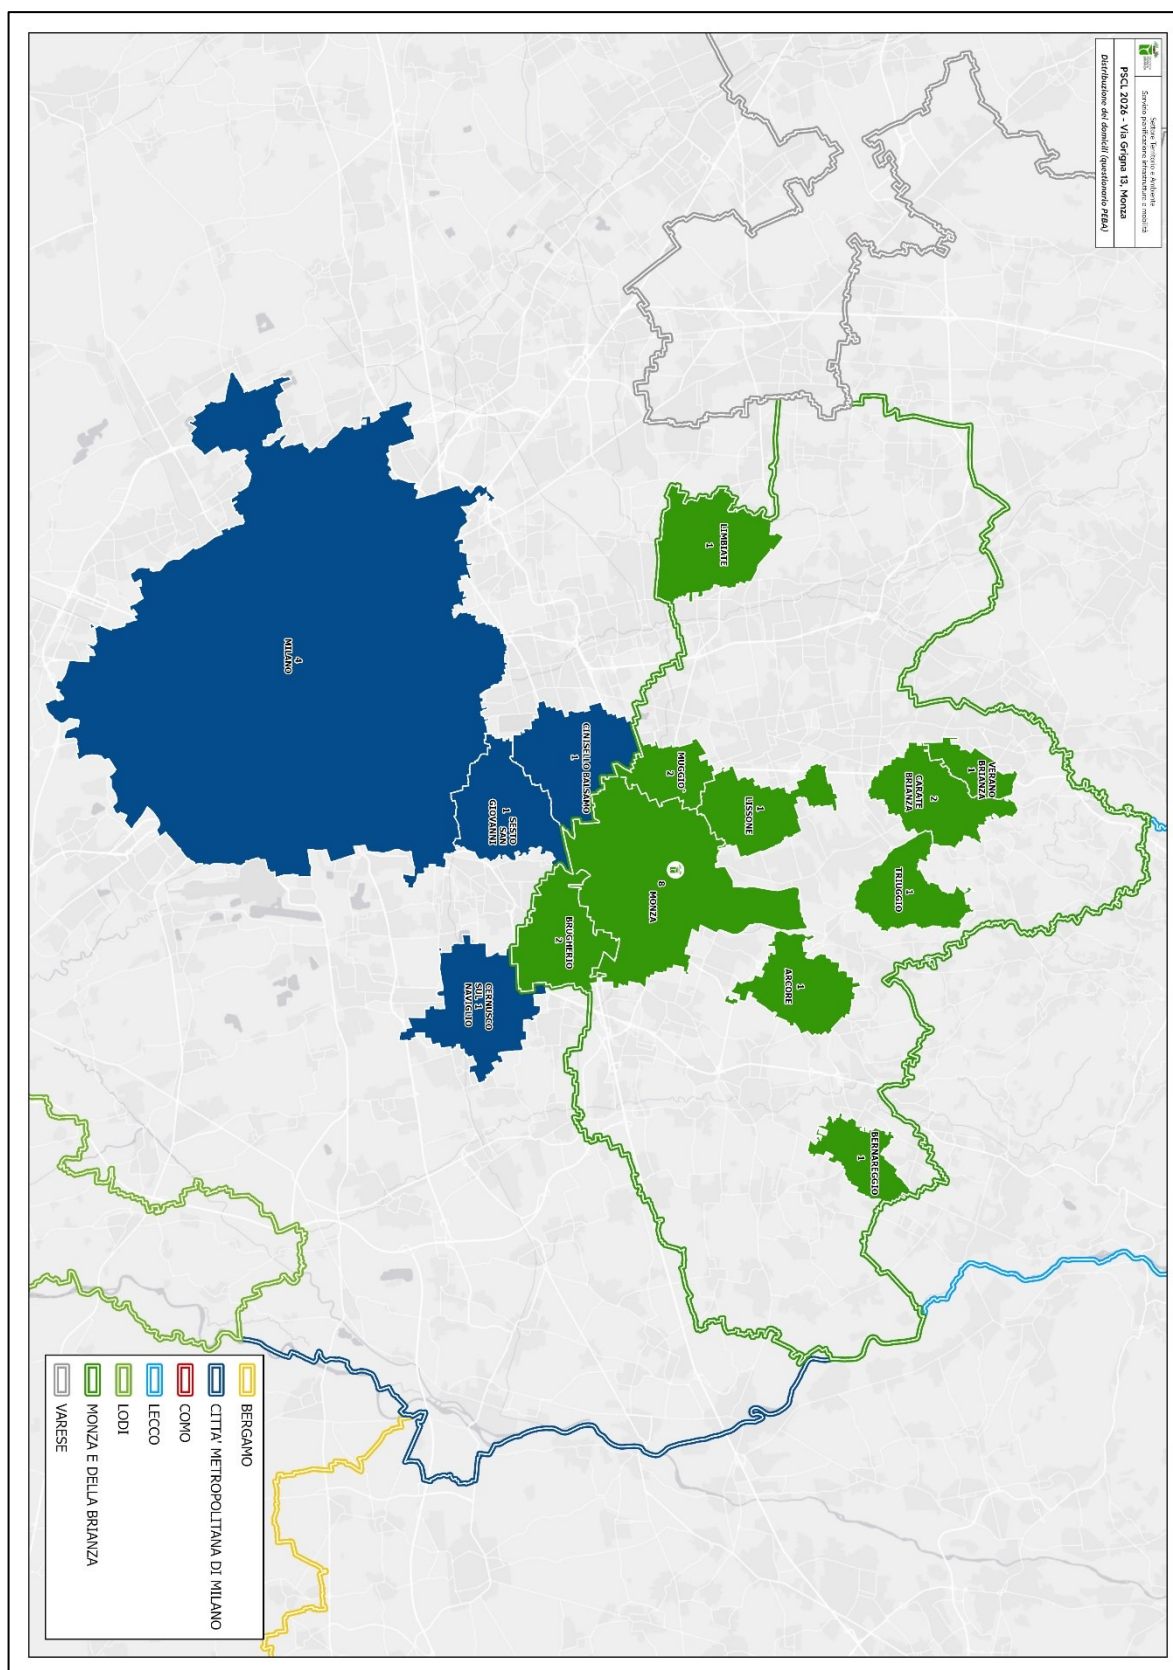 Settore Territorio e Ambiente
Servizio pianificazione infrastrutture e mobilità
PSCL 2026 - Via Grigna 13, Monza
Distribuzione dei domicili (questionario PEBA)
VERANO
BRIANZA
1
2
CARATE
BRIANZA
1
TRIUGGIO
BERNAREGGIO
1
1
ARCORE
1
LISSONE
LIMBIATE
1
MUGGIO'
2
8
MONZA
CINISELLO BALSAMO
1
BRUGHERIO
2
SESTO
1 SAN
GIOVANNI
CERNUSCO
SUL 1
NAVIGLIO
4
MILANO
BERGAMO
CITTA' METROPOLITANA DI MILANO
COMO
LECCO
LODI
MONZA E DELLA BRIANZA
VARESE